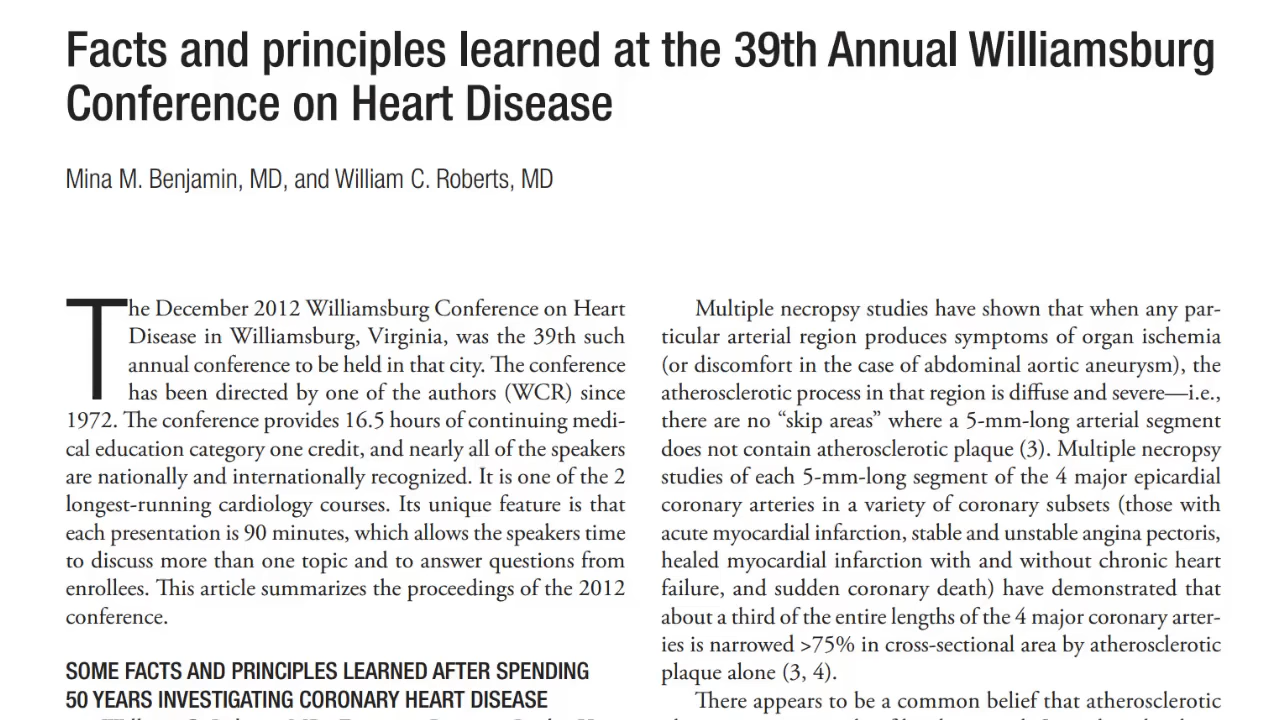 Facts and principles learned at the 39th Annual Williamsburg
Conference on Heart Disease
Mina M. Benjamin, MD, and William C. Roberts, MD
The December 2012 Williamsburg Conference on Heart
Disease in Williamsburg, Virginia, was the 39th such
annual conference to be held in that city. The conference
has been directed by one of the authors (WCR) since
1972. The conference provides 16.5 hours of continuing medi-
cal education category one credit, and nearly all of the speakers
are nationally and internationally recognized. It is one of the 2
longest-running cardiology courses. Its unique feature is that
each presentation is 90 minutes, which allows the speakers time
to discuss more than one topic and to answer questions from
enrollees. This article summarizes the proceedings of the 2012
conference.
SOME FACTS AND PRINCIPLES LEARNED AFTER SPENDING
50 YEARS INVESTIGATING CORONARY HEART DISEASE
Multiple necropsy studies have shown that when any par-
ticular arterial region produces symptoms of organ ischemia
(or discomfort in the case of abdominal aortic aneurysm), the
atherosclerotic process in that region is diffuse and severe—i.e.,
there are no “skip areas” where a 5-mm-long arterial segment
does not contain atherosclerotic plaque (3). Multiple necropsy
studies of each 5-mm-long segment of the 4 major epicardial
coronary arteries in a variety of coronary subsets (those with
acute myocardial infarction, stable and unstable angina pectoris,
healed myocardial infarction with and without chronic heart
failure, and sudden coronary death) have demonstrated that
about a third of the entire lengths of the 4 major coronary arter-
ies is narrowed >75% in cross-sectional area by atherosclerotic
plaque alone (3, 4).
There appears to be a common belief that atherosclerotic